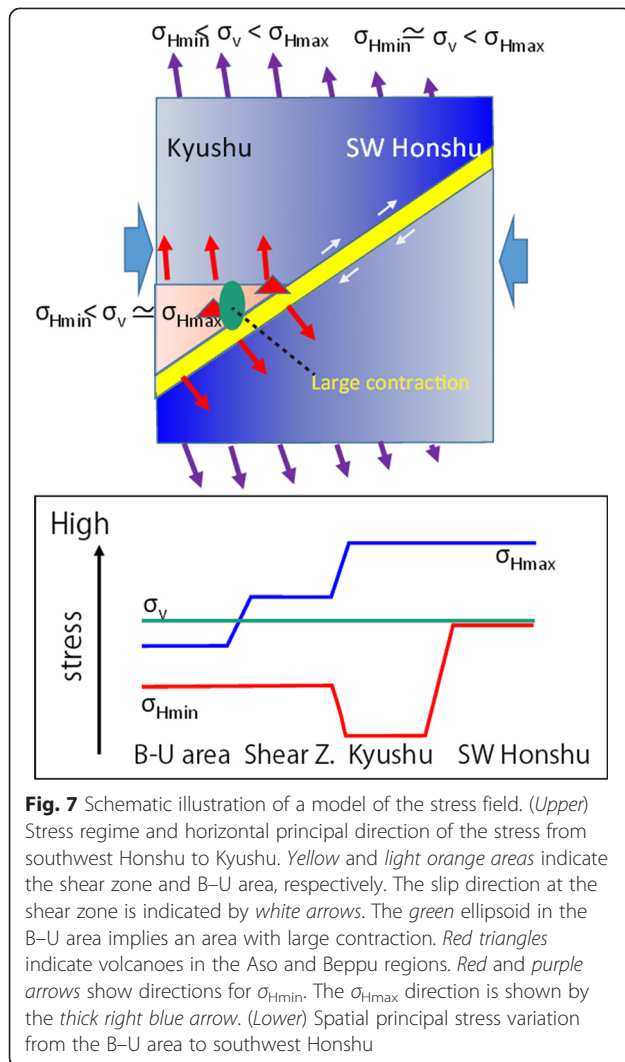 σHmin ≤ σv < σHmax σHmin ≃ σv < σHmax
Kyushu SW Honshu
σHmin < σv ≃ σHmax
Large contraction
High
σHmax
σv
stress
σHmin
B-U area Shear Z. Kyushu SW Honshu
Fig. 7 Schematic illustration of a model of the stress field. (Upper)
Stress regime and horizontal principal direction of the stress from
southwest Honshu to Kyushu. Yellow and light orange areas indicate
the shear zone and B–U area, respectively. The slip direction at the
shear zone is indicated by white arrows. The green ellipsoid in the
B–U area implies an area with large contraction. Red triangles
indicate volcanoes in the Aso and Beppu regions. Red and purple
arrows show directions for σHmin. The σHmax direction is shown by
the thick right blue arrow. (Lower) Spatial principal stress variation
from the B–U area to southwest Honshu